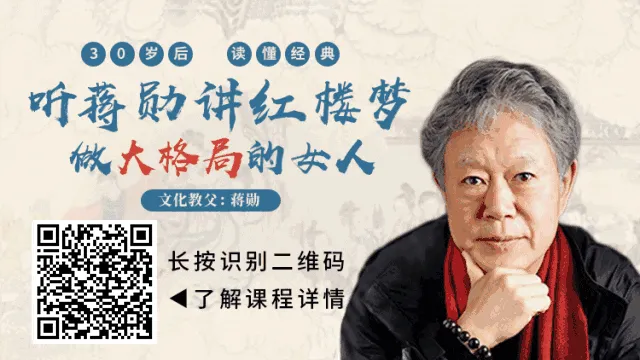 30岁后 读懂经典
听蒋勋讲红楼梦
做大格局的女人
文化教父：蒋勋
长按识别二维码
◀了解课程详情